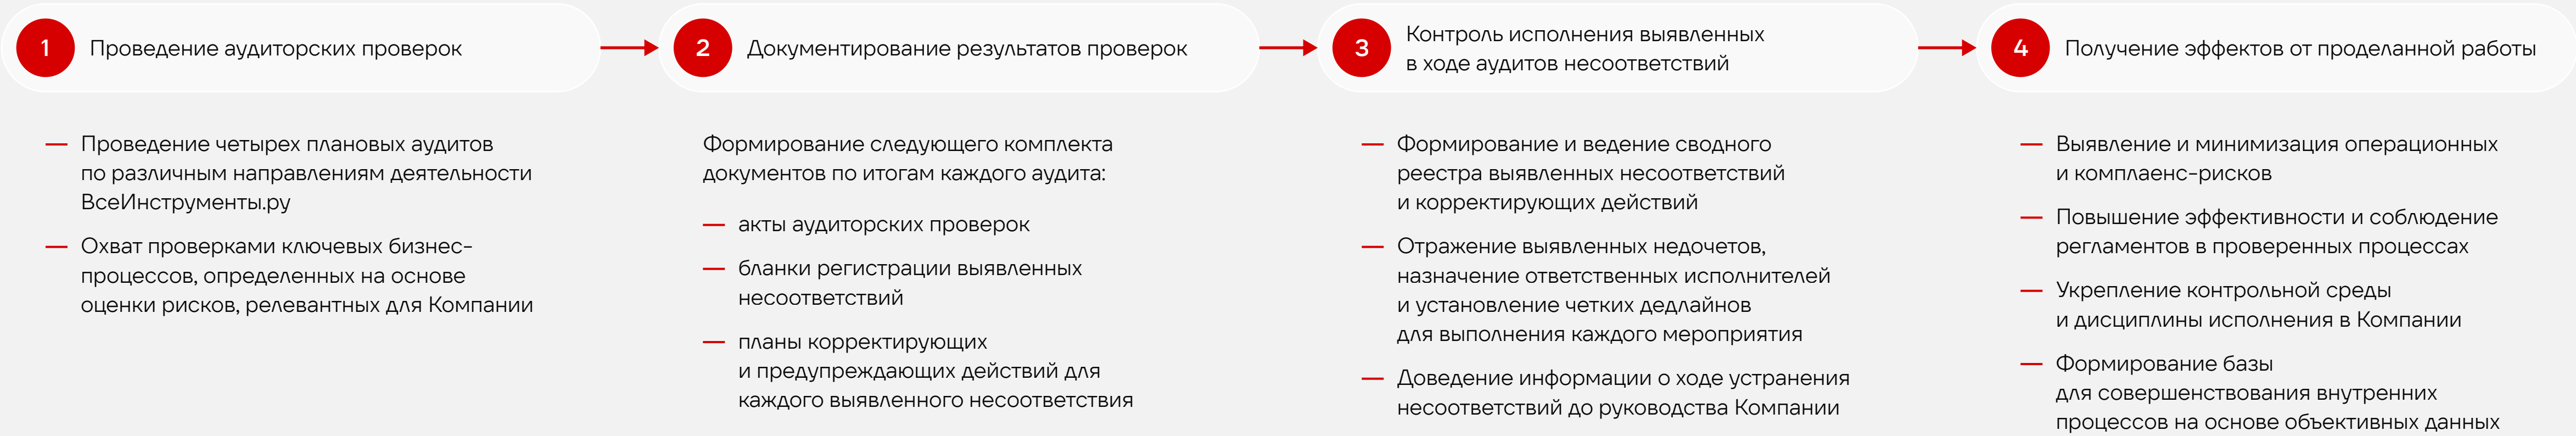 1
Проведение аудиторских проверок
— Проведение четырех плановых аудитов
по различным направлениям деятельности
ВсеИнструменты.ру
— Охват проверками ключевых бизнес-
процессов, определенных на основе
оценки рисков, релевантных для Компании
2
Документирование результатов проверок
Формирование следующего комплекта
документов по итогам каждого аудита:
— акты аудиторских проверок
— бланки регистрации выявленных
несоответствий
— планы корректирующих
и предупреждающих действий для
каждого выявленного несоответствия
3
Контроль исполнения выявленных
в ходе аудитов несоответствий
— Формирование и ведение сводного
реестра выявленных несоответствий
и корректирующих действий
— Отражение выявленных недочетов,
назначение ответственных исполнителей
и установление четких дедлайнов
для выполнения каждого мероприятия
— Доведение информации о ходе устранения
несоответствий до руководства Компании
4
Получение эффектов от проделанной работы
— Выявление и минимизация операционных
и комплаенс-рисков
— Повышение эффективности и соблюдение
регламентов в проверенных процессах
— Укрепление контрольной среды
и дисциплины исполнения в Компании
— Формирование базы
для совершенствования внутренних
процессов на основе объективных данных